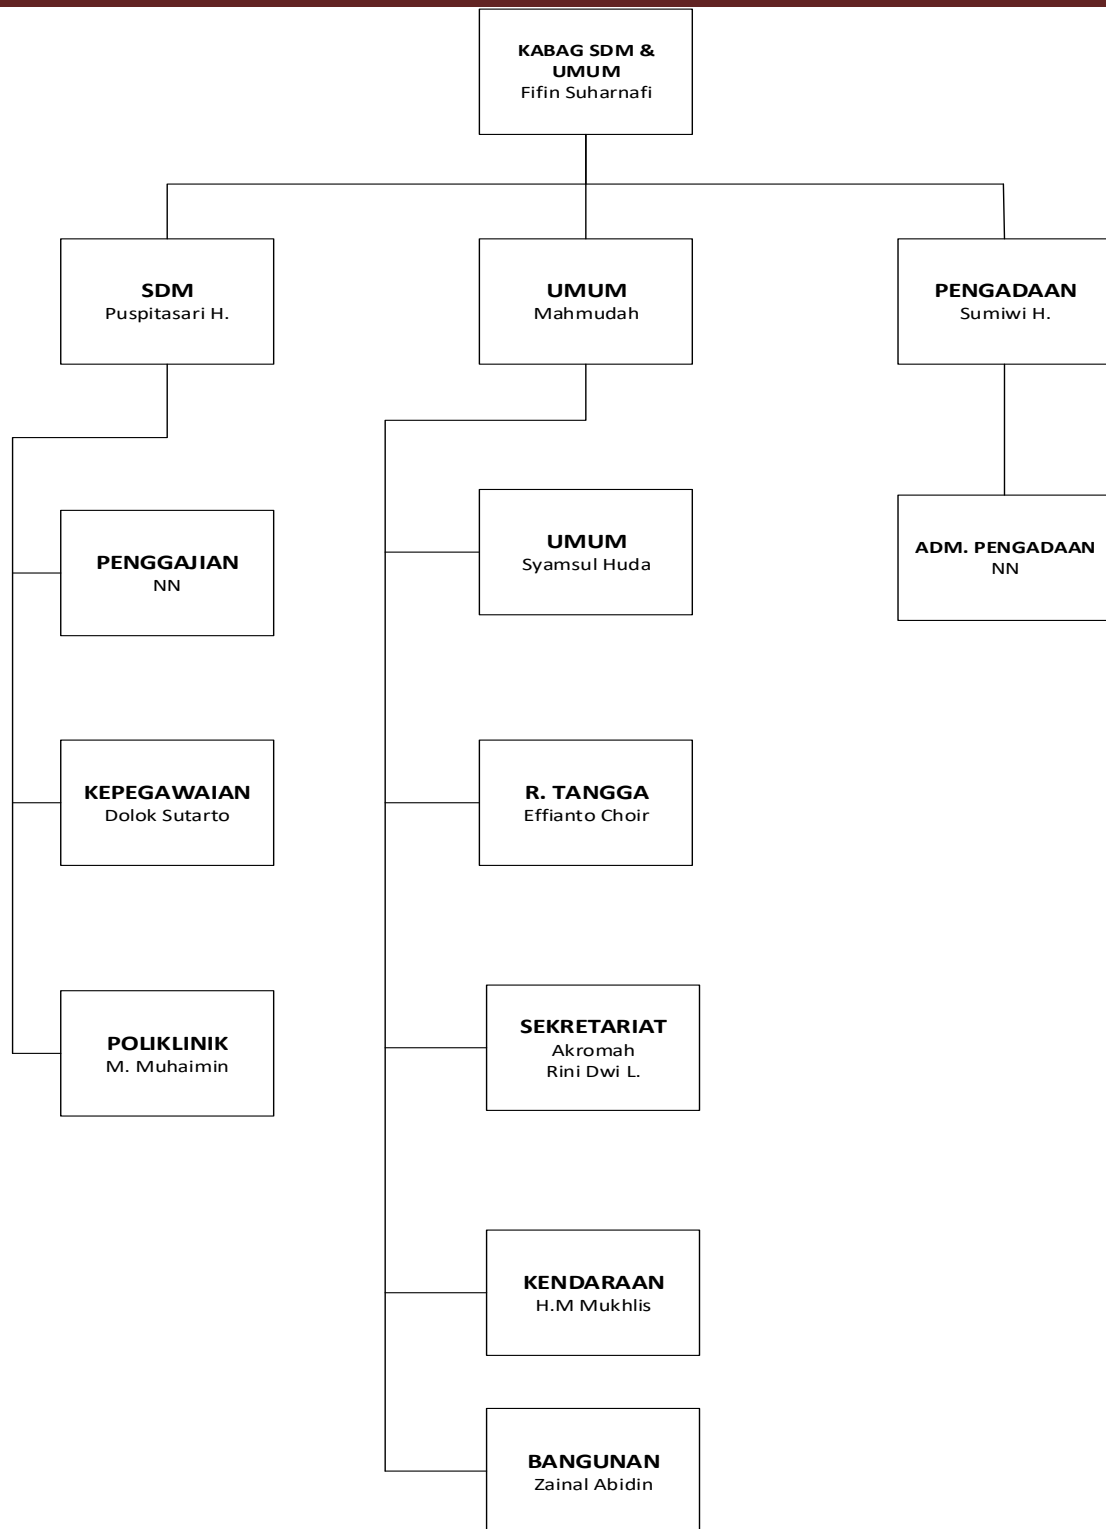 KABAG SDM &
UMUM
Fifin Suharnafi
SDM
Puspitasari H.
UMUM
Mahmudah
PENGADAAN
Sumiwi H.
PENGGAJIAN
NN
UMUM
Syamsul Huda
ADM. PENGADAAN
NN
KEPEGAWAIAN
Dolok Sutarto
R. TANGGA
Effianto Choir
POLIKLINIK
M. Muhaimin
SEKRETARIAT
Akromah
Rini Dwi L.
KENDARAAN
H.M Mukhlis
BANGUNAN
Zainal Abidin